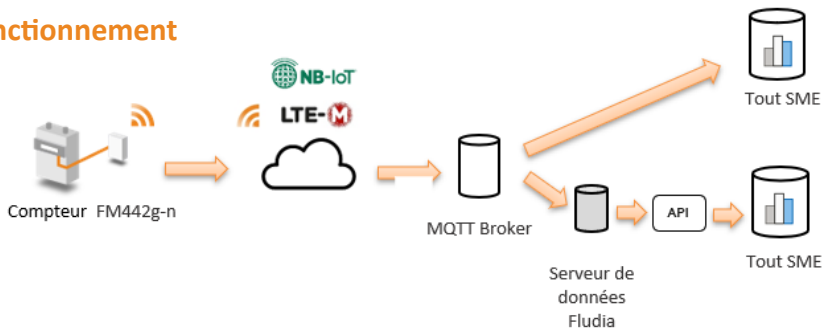 nctionnement
NB-IoT
LTE-M
Tout SME
Compteur FM442g-n
MQTT Broker
API
Tout SME
Serveur de
données
Fludia